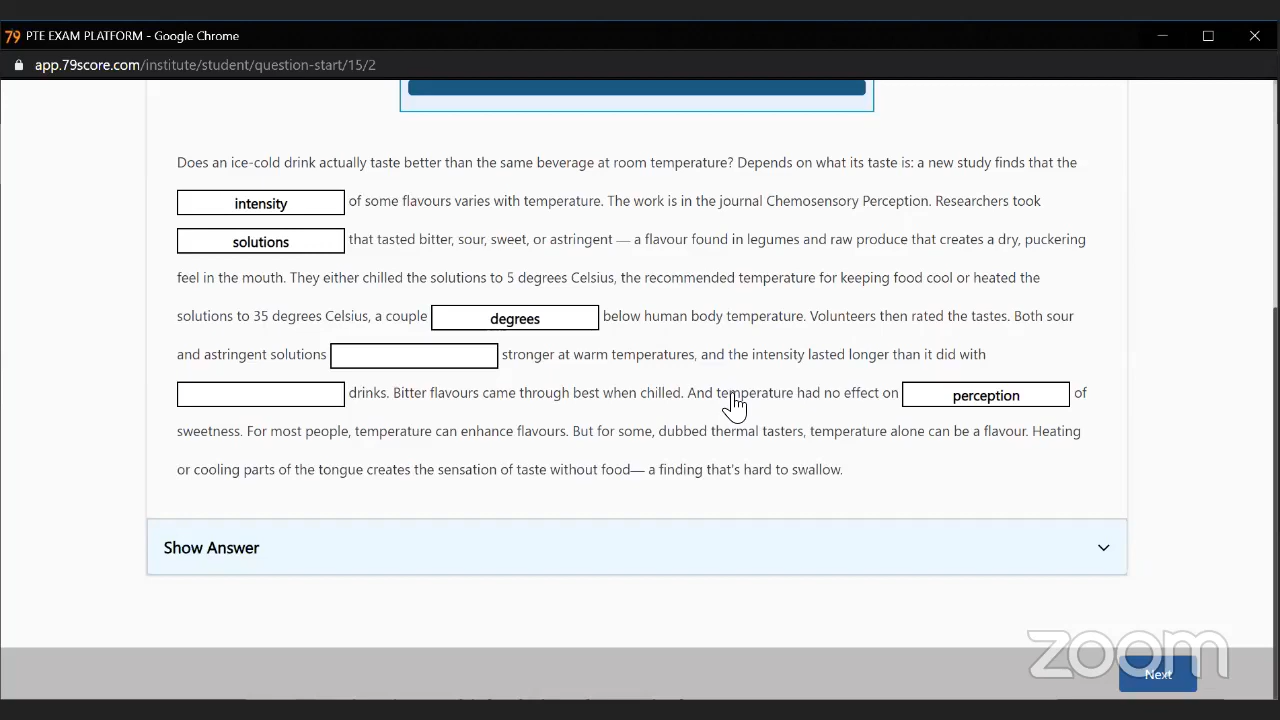 79 PTE EXAM PLATFORM - Google Chrome
app.79score.com/institute/student/question-start/15/2
Does an ice-cold drink actually taste better than the same beverage at room temperature? Depends on what its taste is: a new study finds that the
intensity of some flavours varies with temperature. The work is in the journal Chemosensory Perception. Researchers took
solutions that tasted bitter, sour, sweet, or astringent — a flavour found in legumes and raw produce that creates a dry, puckering
feel in the mouth. They either chilled the solutions to 5 degrees Celsius, the recommended temperature for keeping food cool or heated the
solutions to 35 degrees Celsius, a couple degrees below human body temperature. Volunteers then rated the tastes. Both sour
and astringent solutions stronger at warm temperatures, and the intensity lasted longer than it did with
drinks. Bitter flavours came through best when chilled. And temperature had no effect on perception of
sweetness. For most people, temperature can enhance flavours. But for some, dubbed thermal tasters, temperature alone can be a flavour. Heating
or cooling parts of the tongue creates the sensation of taste without food— a finding that's hard to swallow.
Show Answer
zoom
Next